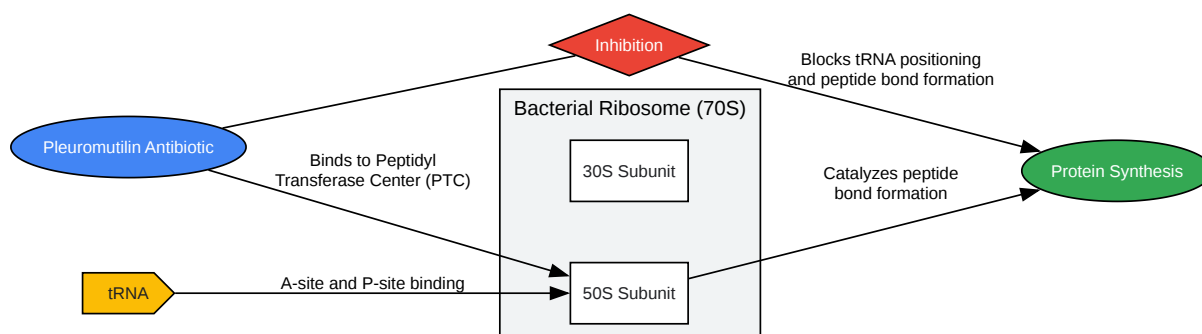 Inhibition
Blocks tRNA positioning
and peptide bond formation
Bacterial Ribosome (70S)
Pleuromutilin Antibiotic
Binds to Peptidyl
Transferase Center (PTC)
30S Subunit
Catalyzes peptide
bond formation
Protein Synthesis
tRNA
A-site and P-site binding
50S Subunit